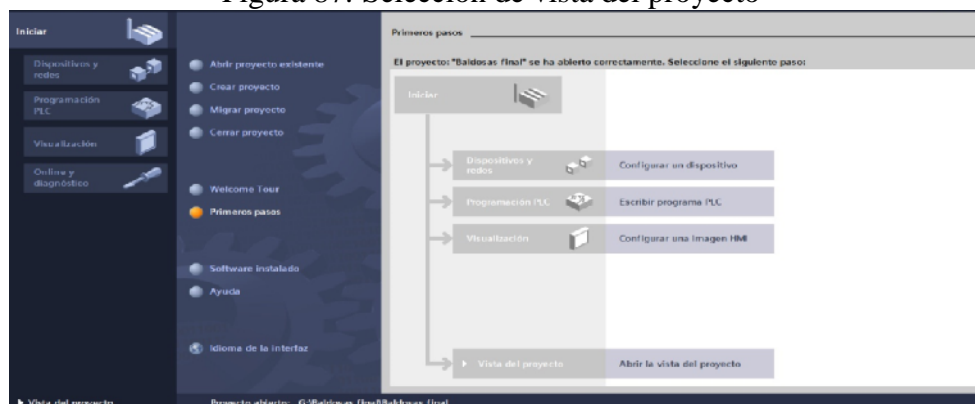 Figura 87. Selección de vista del proyecto
Iniciar
Dispositivos y
redes
Programación
PLC
Visualización
Online y
diagnóstico
Abrir proyecto existente
Crear proyecto
Migrar proyecto
Cerrar proyecto
Welcome Tour
Primeros pasos
Software instalado
Ayuda
Idioma de la interfaz
Primeros pasos
El proyecto: "Baldosas final" se ha abierto correctamente. Seleccione el siguiente paso:
Iniciar
Dispositivos y
redes
Configurar un dispositivo
Programación PLC
Escribir programa PLC
Visualización
Configurar una imagen HMI
Vista del proyecto
Abrir la vista del proyecto
Vista del proyecto
Proyecto abierto: G:\Baldosas final\Baldosas final